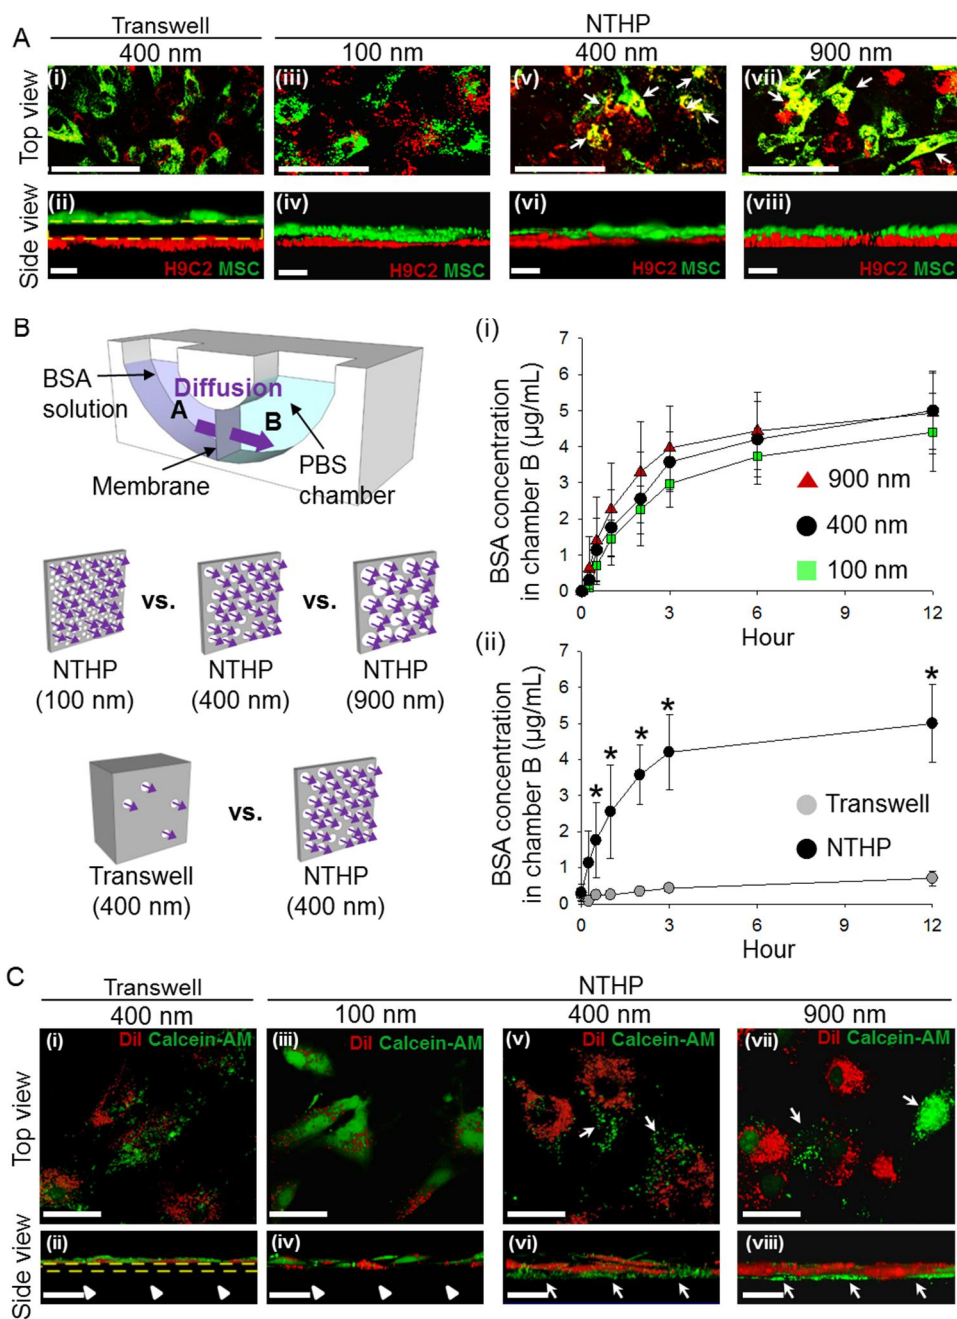 A
Transwell
NTHP
400 nm
100 nm
400 nm
900 nm
Top view
(i)
(iii)
(v)
(vii)
Side view
(ii)
(iv)
(vi)
(viii)
H9C2 MSC
H9C2 MSC
H9C2 MSC
H9C2 MSC
B
BSA
solution
Diffusion
A
B
Membrane
PBS
chamber
vs.
vs.
NTHP
(100 nm)
NTHP
(400 nm)
NTHP
(900 nm)
vs.
Transwell
(400 nm)
NTHP
(400 nm)
(i)
BSA concentration
in chamber B (µg/mL)
7
6
5
4
3
2
1
0
900 nm
400 nm
100 nm
0 3 6 9 12
Hour
(ii)
BSA concentration
in chamber B (µg/mL)
7
6
5
4
3
2
1
0
* * * * *
Transwell
NTHP
0 3 6 9 12
Hour
C
Transwell
NTHP
400 nm
100 nm
400 nm
900 nm
Top view
(i)
DiI Calcein-AM
(iii)
DiI Calcein-AM
(v)
DiI Calcein-AM
(vii)
DiI Calcein-AM
Side view
(ii)
(iv)
(vi)
(viii)